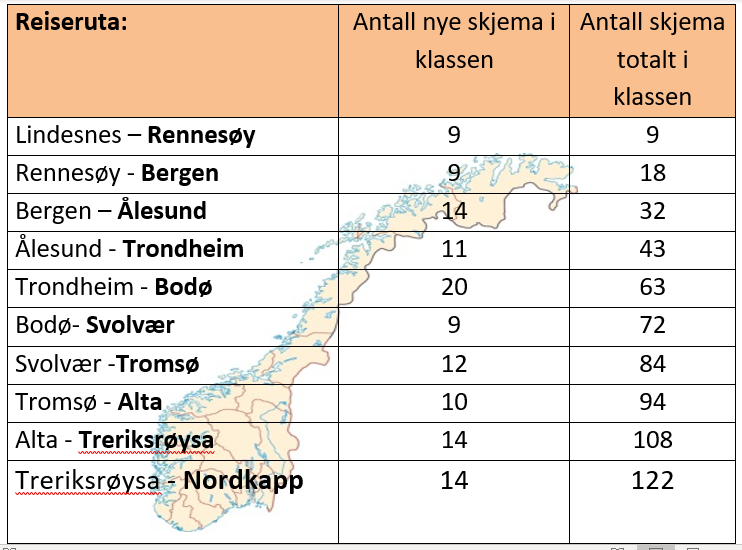 Reiseruta: Antall nye skjema i klassen Antall skjema totalt i klassen
Lindesnes – Rennesøy 9 9
Rennesøy - Bergen 9 18
Bergen – Ålesund 14 32
Ålesund - Trondheim 11 43
Trondheim - Bodø 20 63
Bodø- Svolvær 9 72
Svolvær -Tromsø 12 84
Tromsø - Alta 10 94
Alta - Treriksrøysa 14 108
Treriksrøysa - Nordkapp 14 122